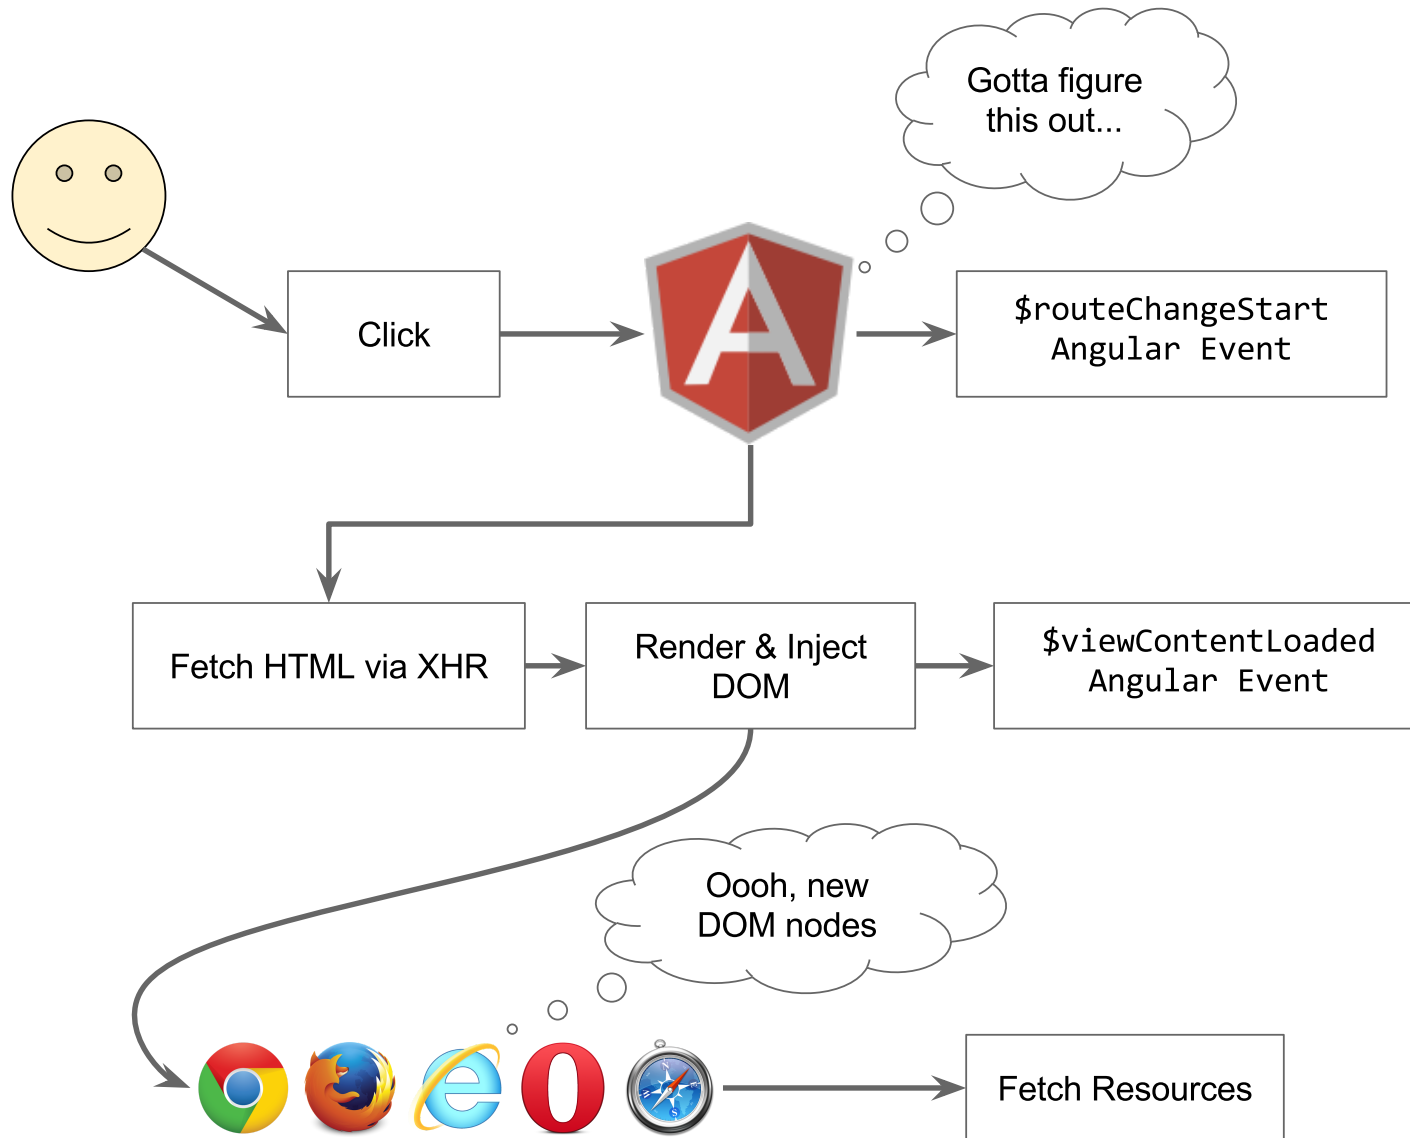 Gotta figure
this out...
Click
$routeChangeStart
Angular Event
Fetch HTML via XHR
Render & Inject
DOM
$viewContentLoaded
Angular Event
Oooh, new
DOM nodes
Fetch Resources